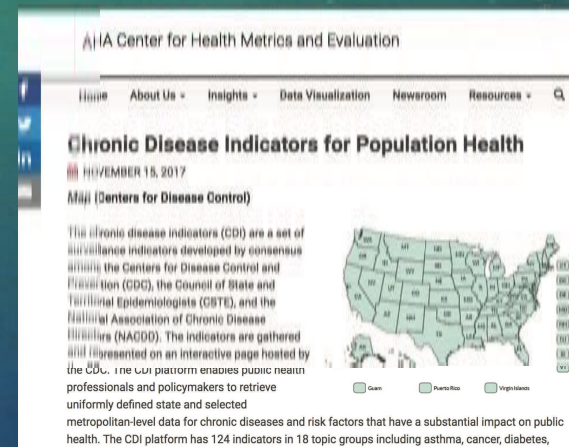 AHA Center for Health Metrics and Evaluation
Home About Us Insights Data Visualization Newsroom Resources
Chronic Disease Indicators for Population Health
NOVEMBER 15, 2017
Map (Centers for Disease Control)
The chronic disease indicators (CDI) are a set of
surveillance indicators developed by consensus
among the Centers for Disease Control and
Prevention (CDC), the Council of State and
Territorial Epidemiologists (CSTE), and the
National Association of Chronic Disease
Directors (NACDD). The indicators are gathered
and represented on an interactive page hosted by
the CDC. The CDI platform enables public health
professionals and policymakers to retrieve
Guam Puerto Rico Virgin Islands
uniformly defined state and selected
metropolitan-level data for chronic diseases and risk factors that have a substantial impact on public
health. The CDI platform has 124 indicators in 18 topic groups including asthma, cancer, diabetes,